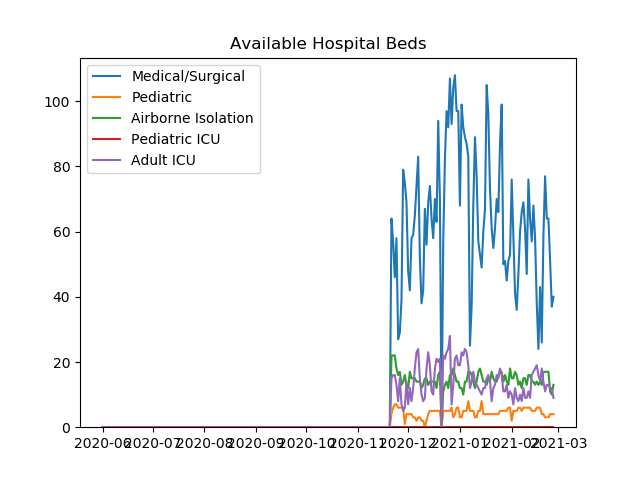 Available Hospital Beds
Medical/Surgical
Pediatric
Airborne Isolation
Pediatric ICU
Adult ICU
100
80
60
40
20
0
2020-06 2020-07 2020-08 2020-09 2020-10 2020-11 2020-12 2021-01 2021-02 2021-03